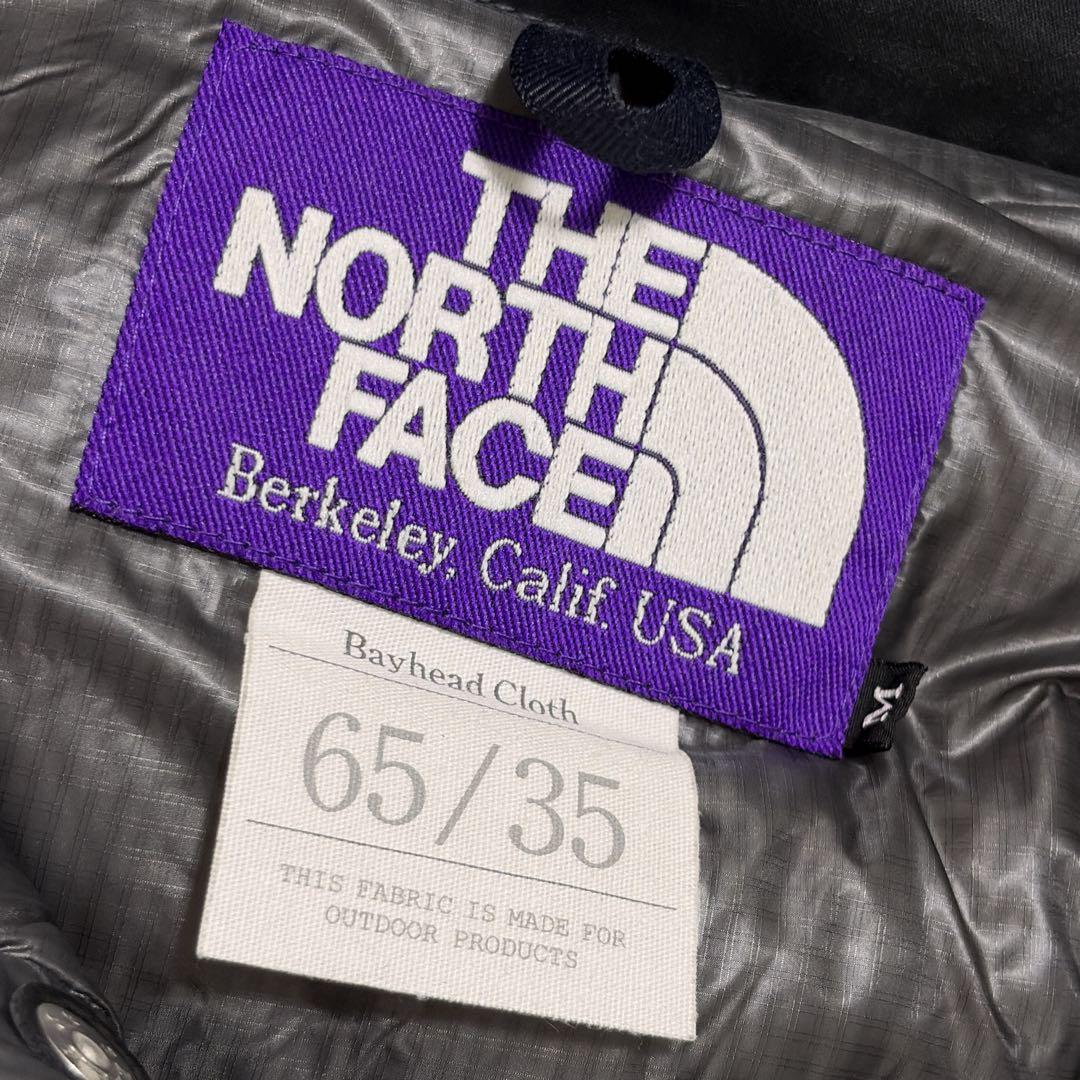 THE
NORTH
FACE
Berkeley, Calif. USA
M
Bayhead Cloth
65/35
THIS FABRIC IS MADE FOR
OUTDOOR PRODUCTS